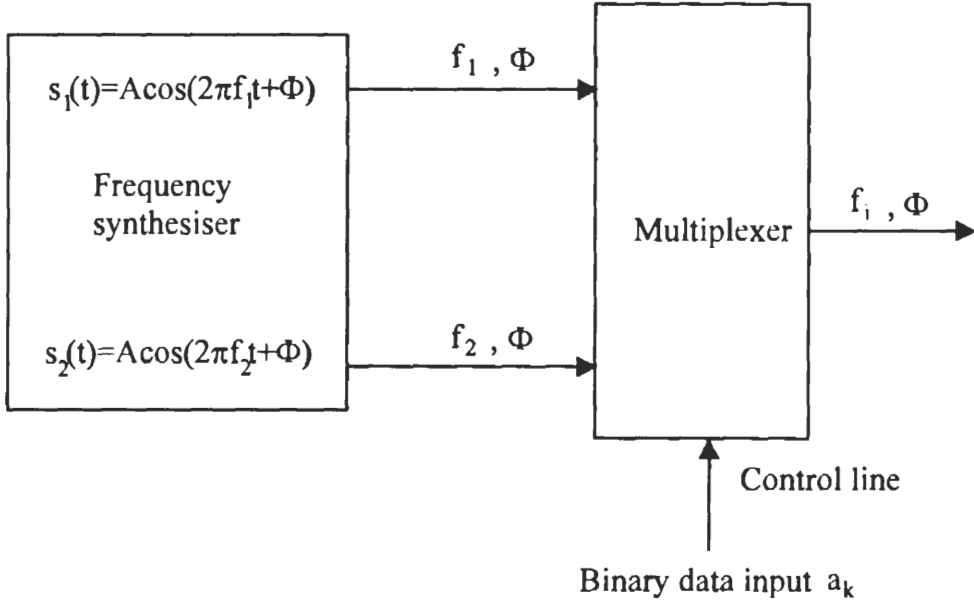 s₁(t)=Acos(2πf₁t+Φ)
f₁ , Φ
Frequency
synthesiser
Multiplexer
fᵢ , Φ
s₂(t)=Acos(2πf₂t+Φ)
f₂ , Φ
Control line
Binary data input aₖ